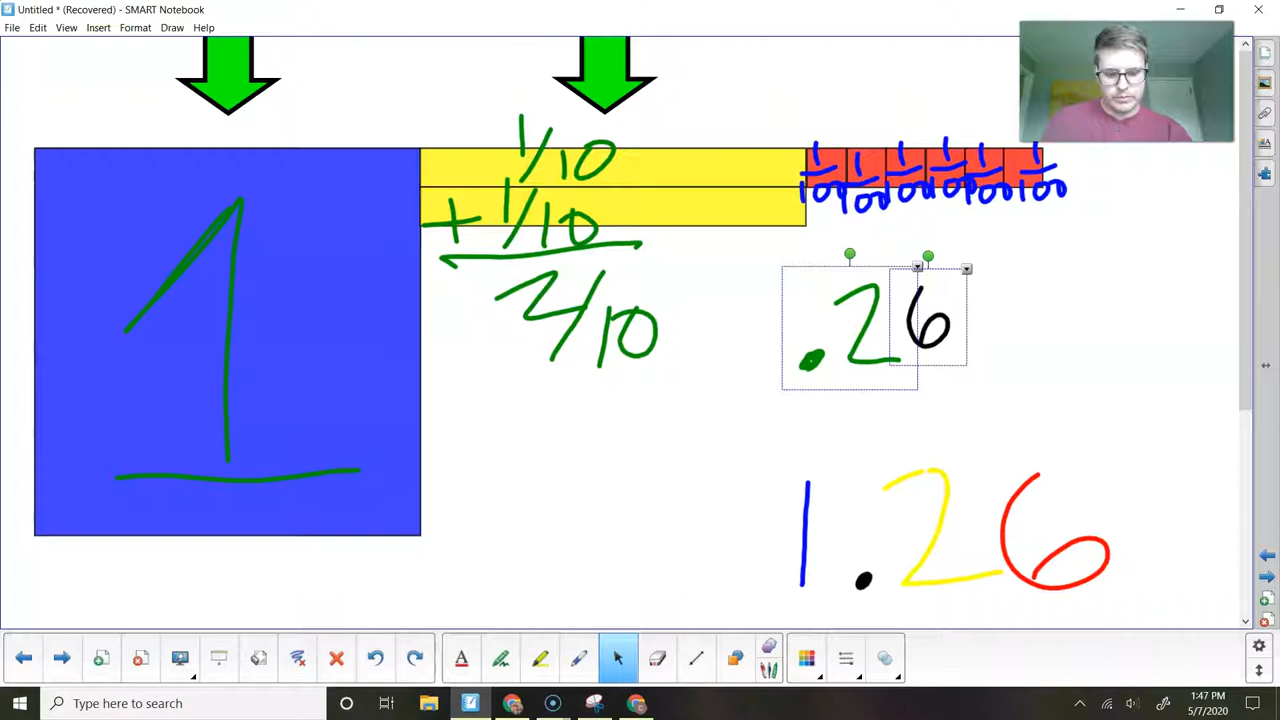 Untitled * (Recovered) - SMART Notebook
File Edit View Insert Format Draw Help
1
1/10
+ 1/10
2/10
1/100 1/100 1/100 1/100 1/100 1/100
.26
1.26
A
Type here to search
1:47 PM
5/7/2020